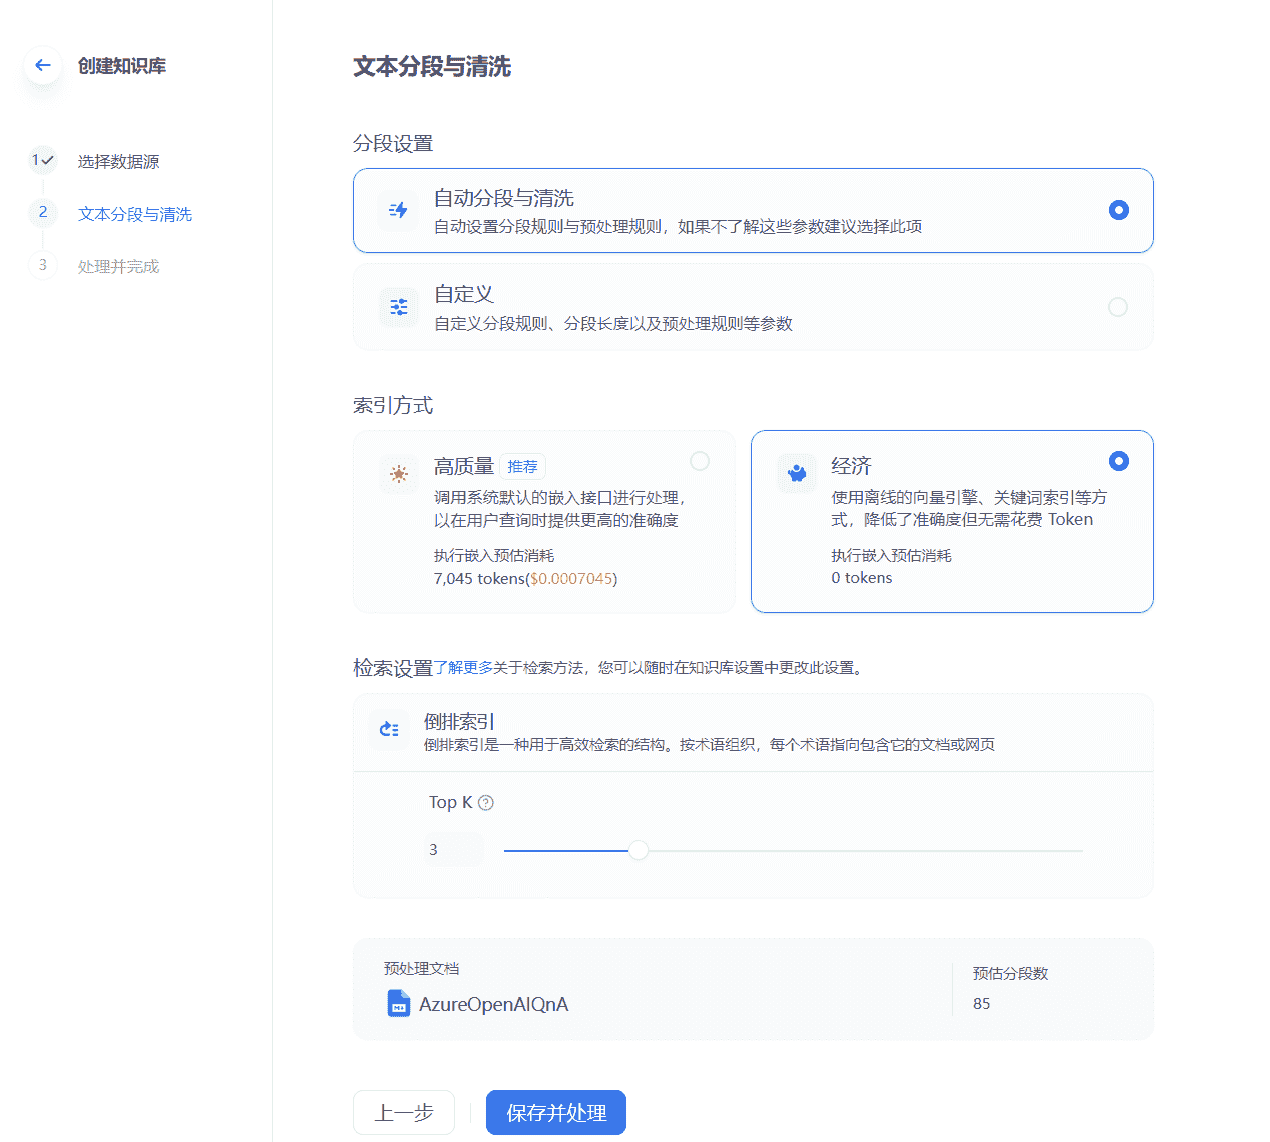 创建知识库
1
选择数据源
2
文本分段与清洗
3
处理并完成
文本分段与清洗
分段设置
自动分段与清洗
自动设置分段规则与预处理规则，如果不了解这些参数建议选择此项
自定义
自定义分段规则、分段长度以及预处理规则等参数
索引方式
高质量 推荐
调用系统默认的嵌入接口进行处理，
以在用户查询时提供更高的准确度
执行嵌入预估消耗
7,045 tokens($0.0007045)
经济
使用离线的向量引擎、关键词索引等方
式，降低了准确度但无需花费 Token
执行嵌入预估消耗
0 tokens
检索设置了解更多关于检索方法，您可以随时在知识库设置中更改此设置。
倒排索引
倒排索引是一种用于高效检索的结构。按术语组织，每个术语指向包含它的文档或网页
Top K
3
预处理文档
AzureOpenAIQnA
预估分段数
85
上一步
保存并处理